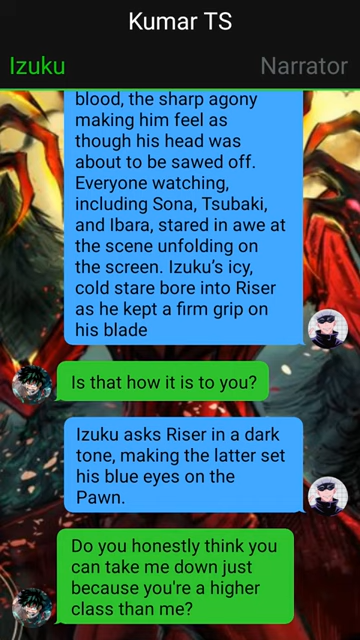 Kumar TS
Izuku
Narrator
blood, the sharp agony
making him feel as
though his head was
about to be sawed off.
Everyone watching,
including Sona, Tsubaki,
and Ibara, stared in awe at
the scene unfolding on
the screen. Izuku’s icy,
cold stare bore into Riser
as he kept a firm grip on
his blade
Is that how it is to you?
Izuku asks Riser in a dark
tone, making the latter set
his blue eyes on the
Pawn.
Do you honestly think you
can take me down just
because you're a higher
class than me?